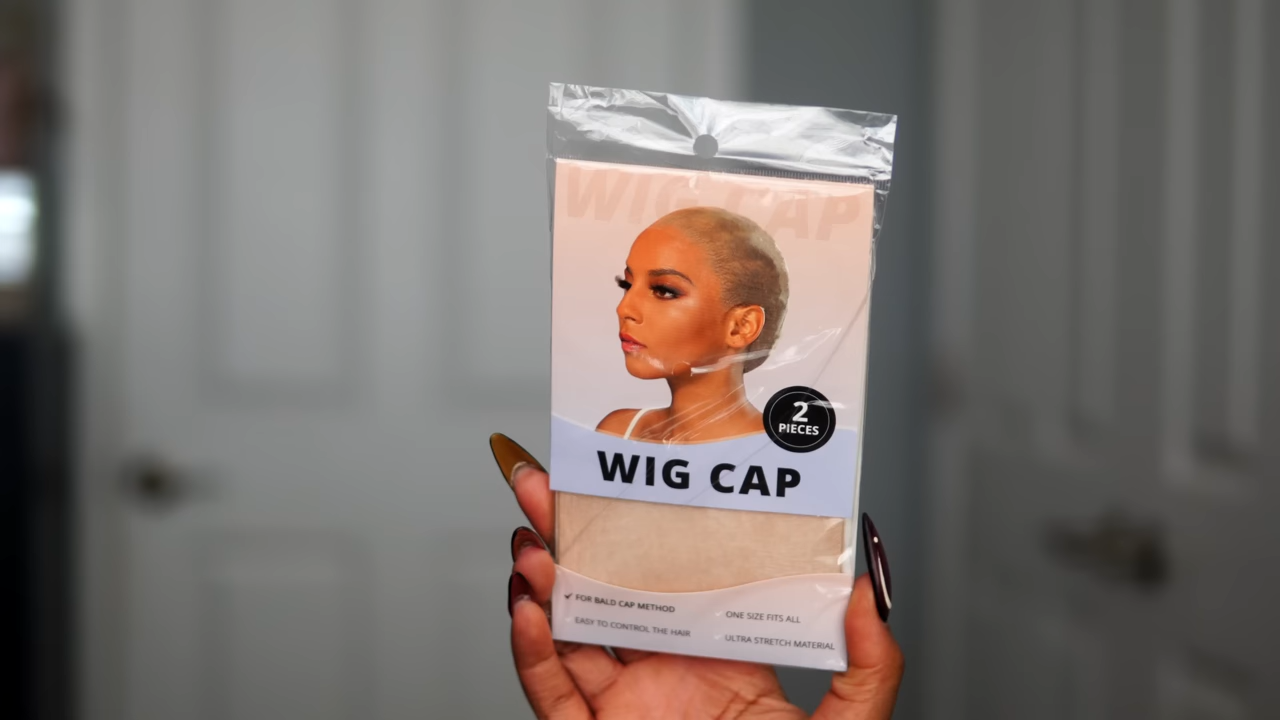 WIG CAP
2
PIECES
WIG CAP
FOR BALD CAP METHOD
ONE SIZE FITS ALL
EASY TO CONTROL THE HAIR
ULTRA STRETCH MATERIAL